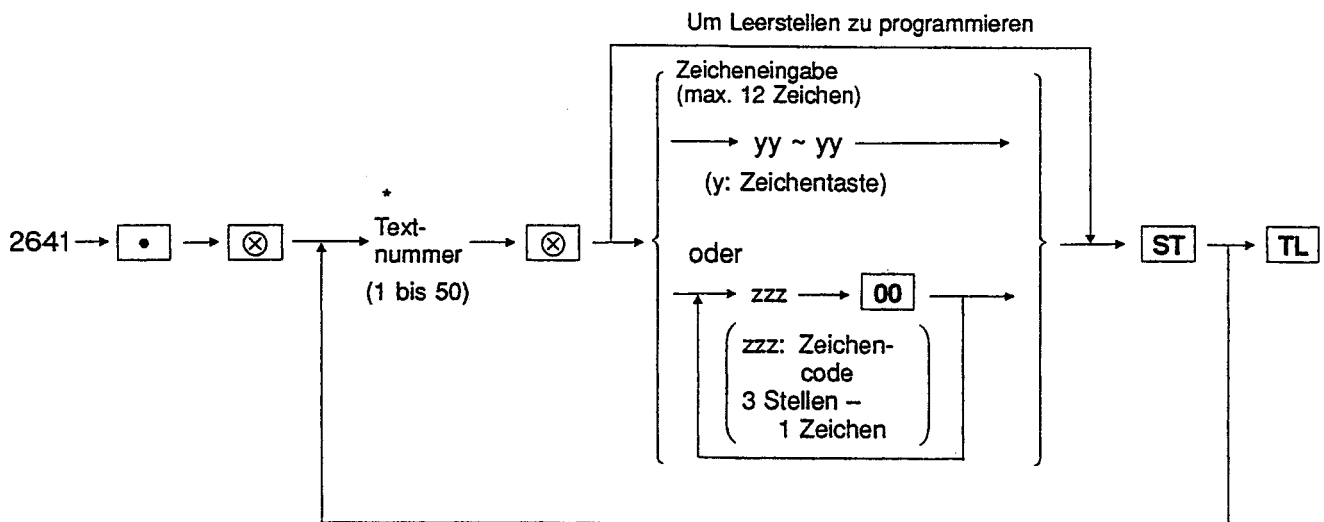 Um Leerstellen zu programmieren
Zeicheneingabe
(max. 12 Zeichen)
yy ~ yy
(y: Zeichentaste)
*
2641 • ⊗ Text-
nummer
(1 bis 50)
⊗
oder
zzz 00
zzz: Zeichen-
code
3 Stellen –
1 Zeichen
ST TL